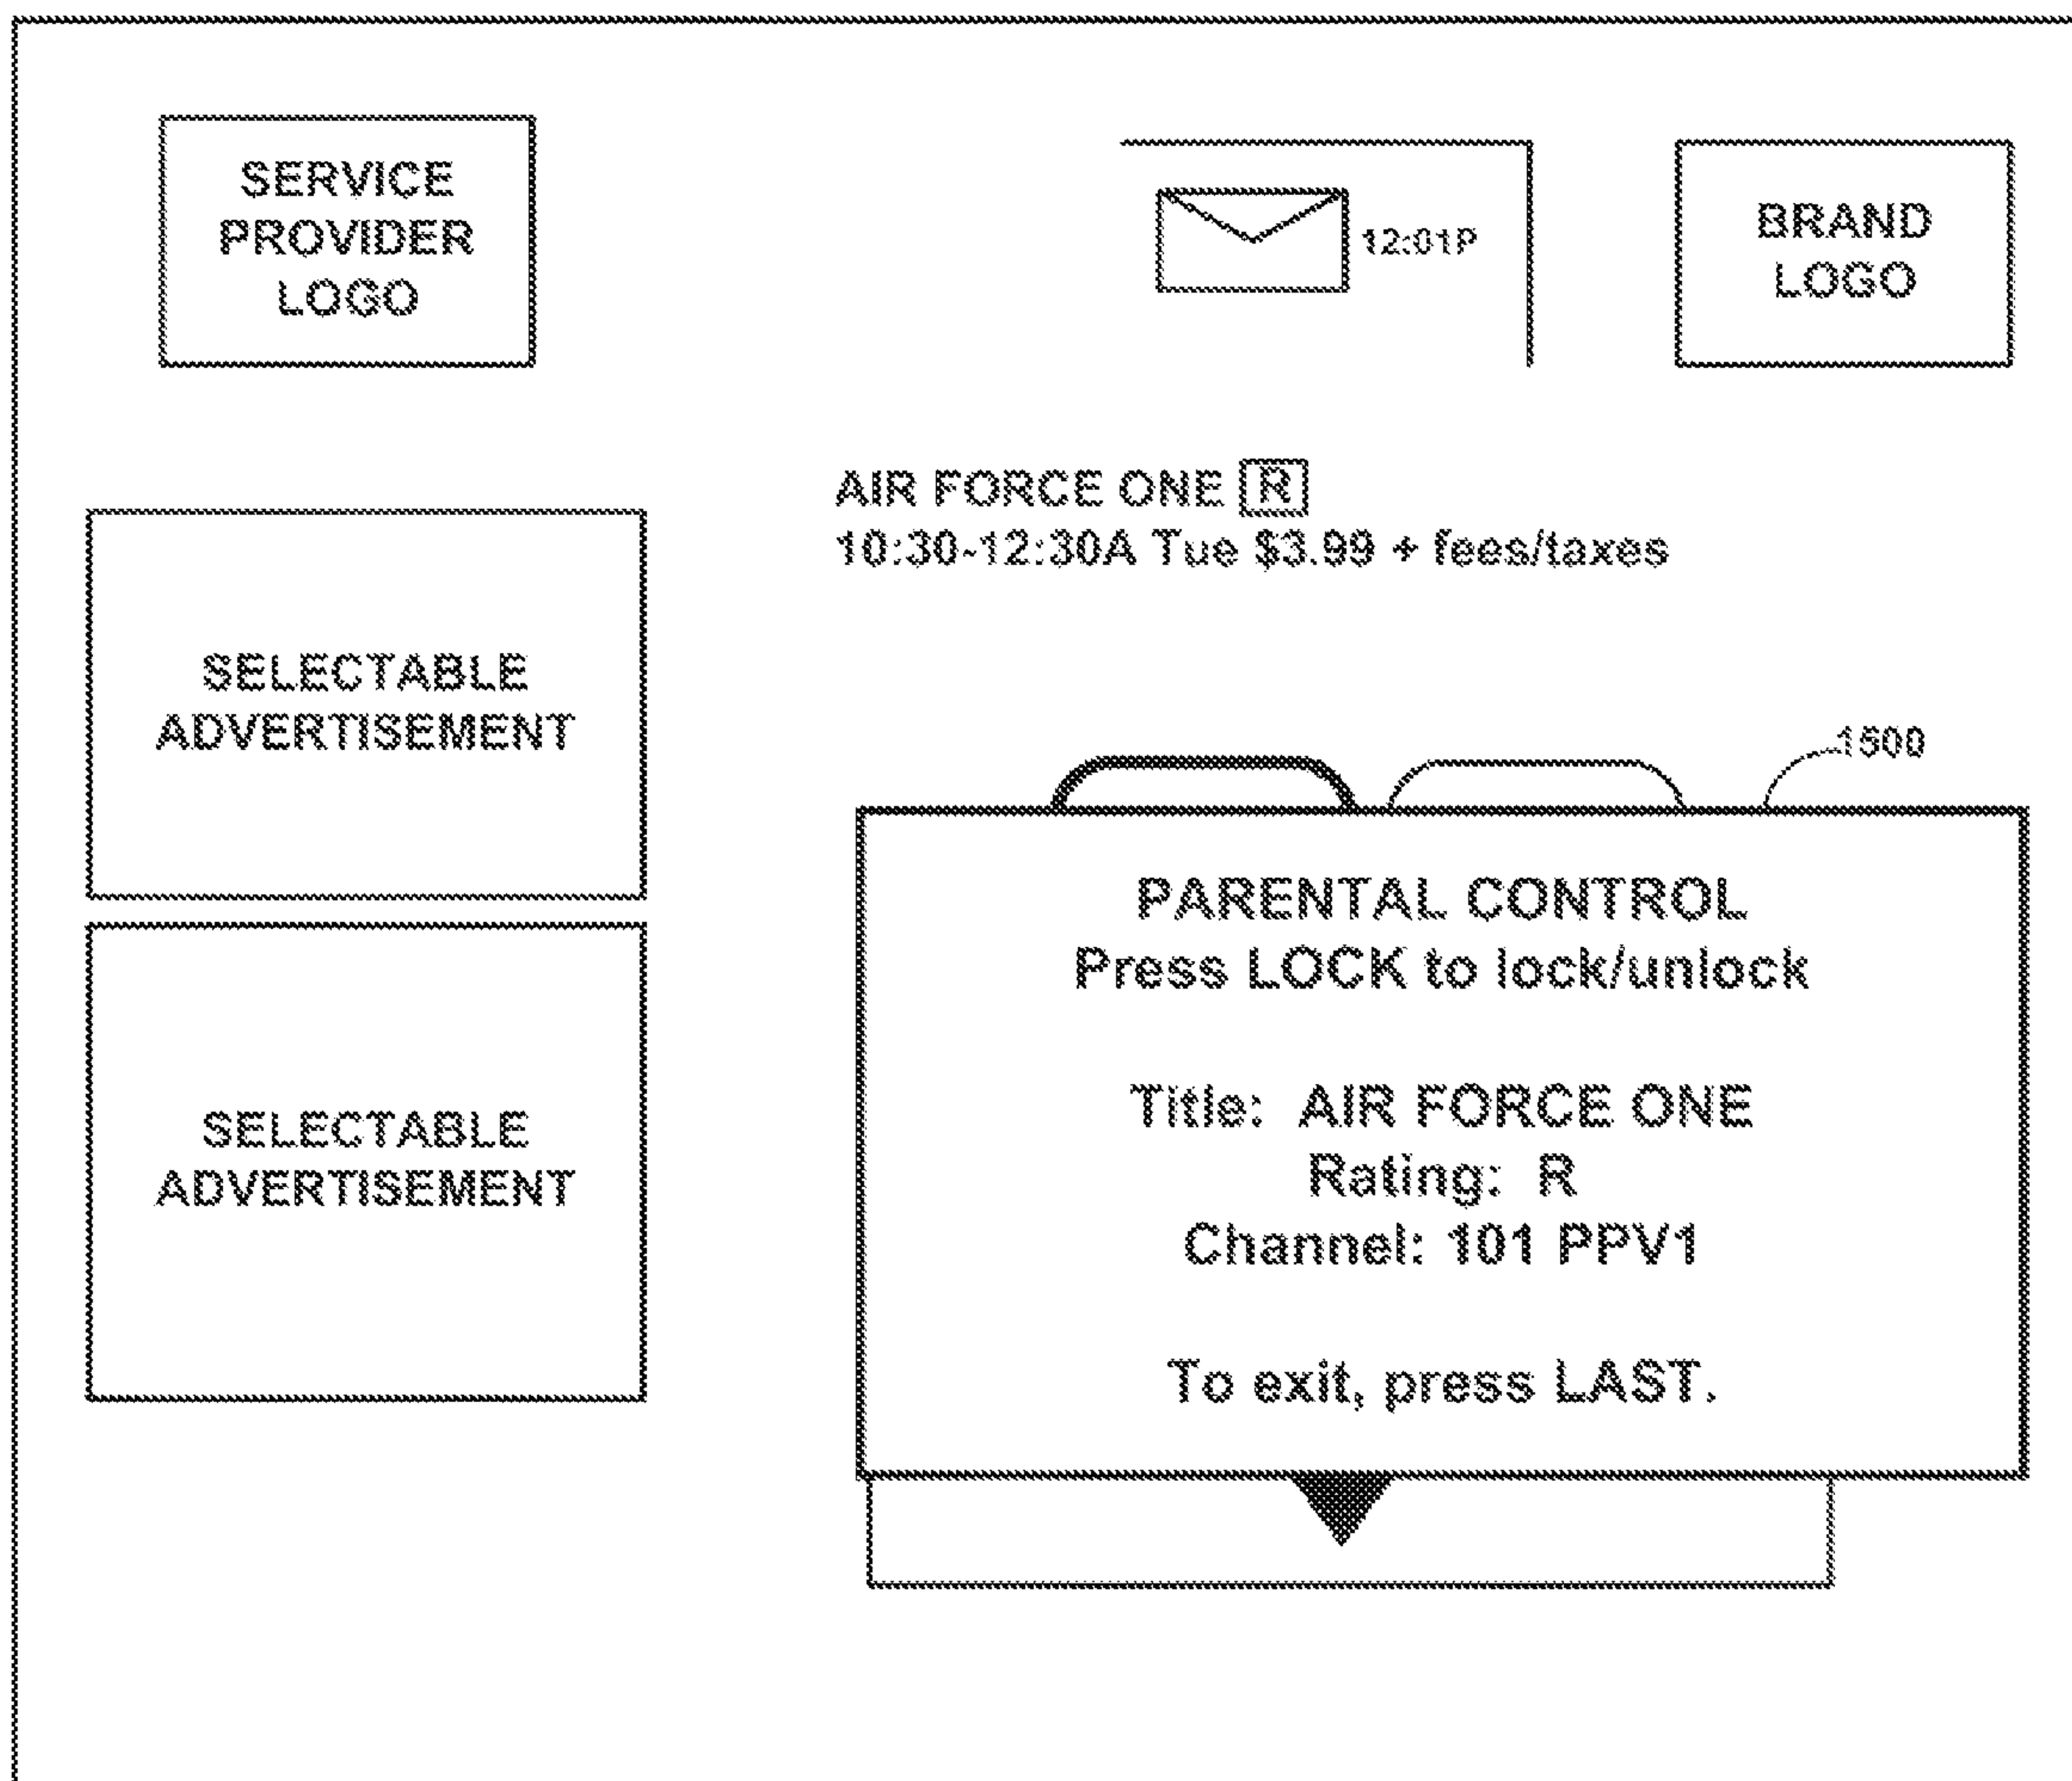 SERVICE
PROVIDER
LOGO
12:01P
BRAND
LOGO
AIR FORCE ONE R
10:30-12:30A Tue $3.99 + fees/taxes
SELECTABLE
ADVERTISEMENT
1500
PARENTAL CONTROL
Press LOCK to lock/unlock
Title: AIR FORCE ONE
Rating: R
Channel: 101 PPV1
To exit, press LAST.
SELECTABLE
ADVERTISEMENT